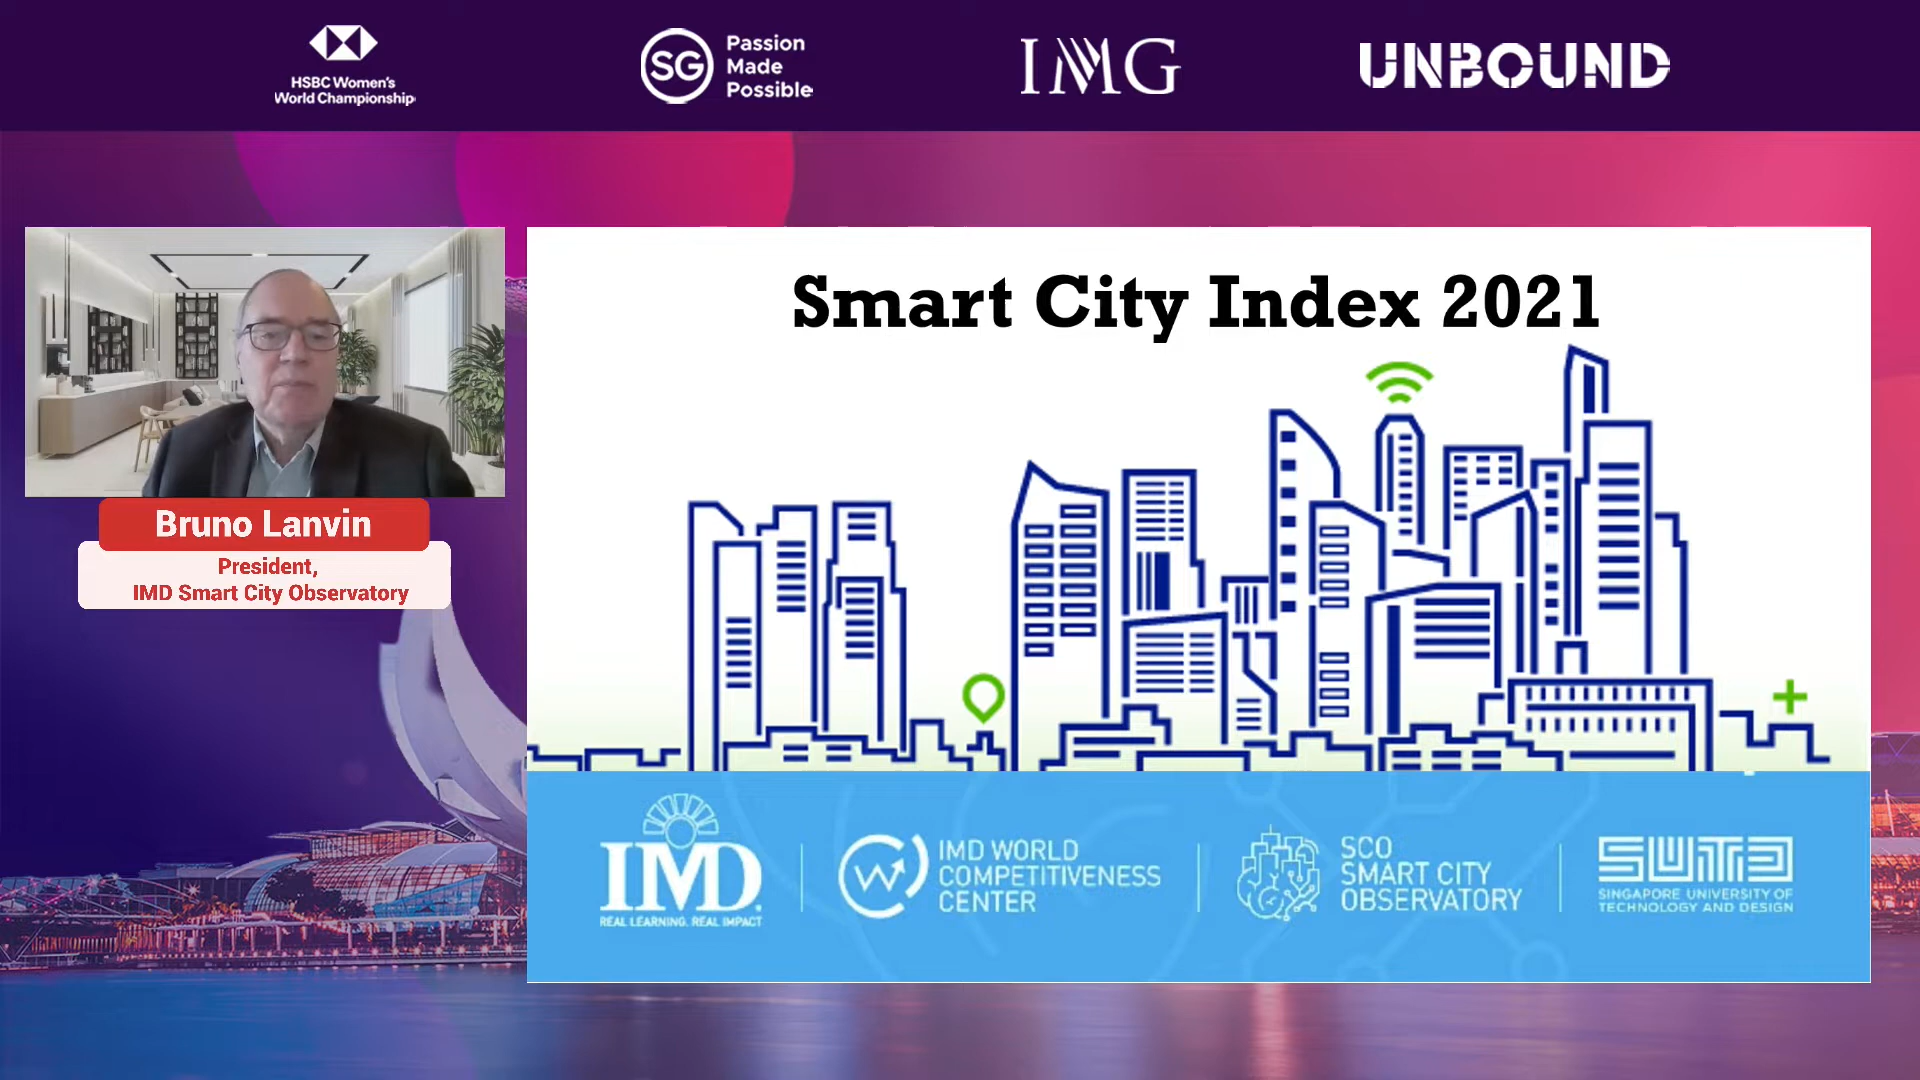 HSBC Women's
World Championship
SG
Passion
Made
Possible
IMG
UNBOUND
Smart City Index 2021
Bruno Lanvin
President,
IMD Smart City Observatory
IMD
REAL LEARNING. REAL IMPACT
W
IMD WORLD
COMPETITIVENESS
CENTER
SCO
SMART CITY
OBSERVATORY
SUTD
SINGAPORE UNIVERSITY OF
TECHNOLOGY AND DESIGN